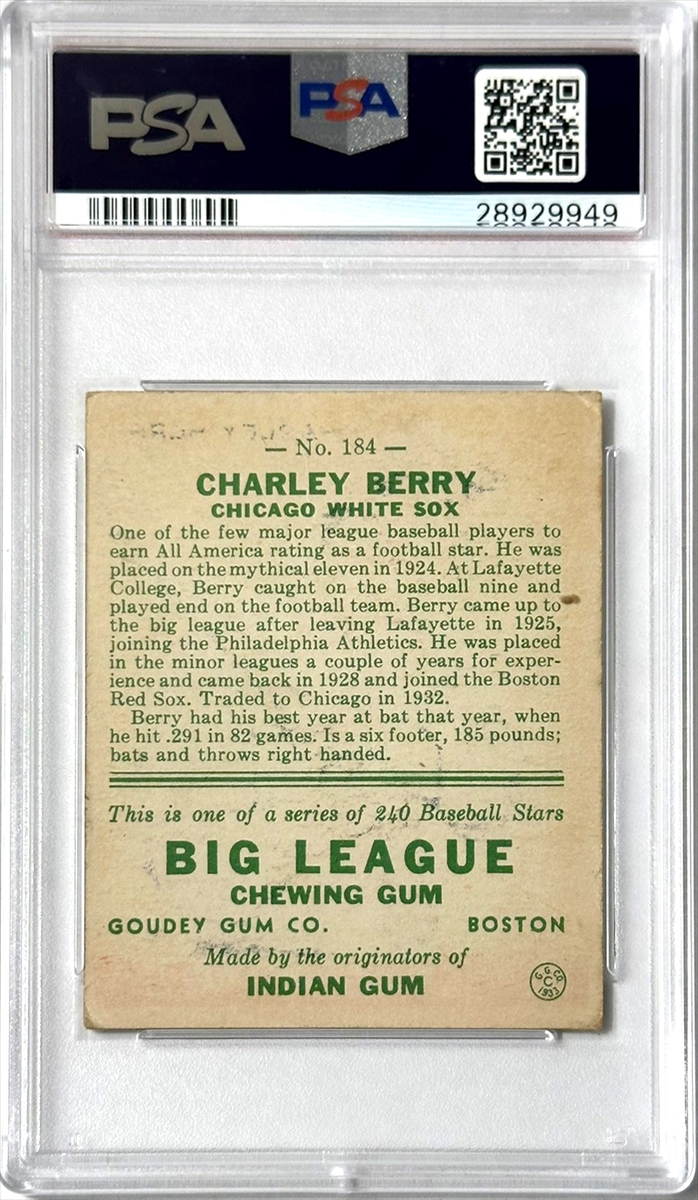 PSA
PSA
28929949
— No. 184 —
CHARLEY BERRY
CHICAGO WHITE SOX
One of the few major league baseball players to
earn All America rating as a football star. He was
placed on the mythical eleven in 1924. At Lafayette
College, Berry caught on the baseball nine and
played end on the football team. Berry came up to
the big league after leaving Lafayette in 1925,
joining the Philadelphia Athletics. He was placed
in the minor leagues a couple of years for exper-
ience and came back in 1928 and joined the Boston
Red Sox. Traded to Chicago in 1932.
Berry had his best year at bat that year, when
he hit .291 in 82 games. Is a six footer, 185 pounds;
bats and throws right handed.
This is one of a series of 240 Baseball Stars
BIG LEAGUE
CHEWING GUM
GOUDEY GUM CO. BOSTON
Made by the originators of
INDIAN GUM
G.G.CO
C
1933